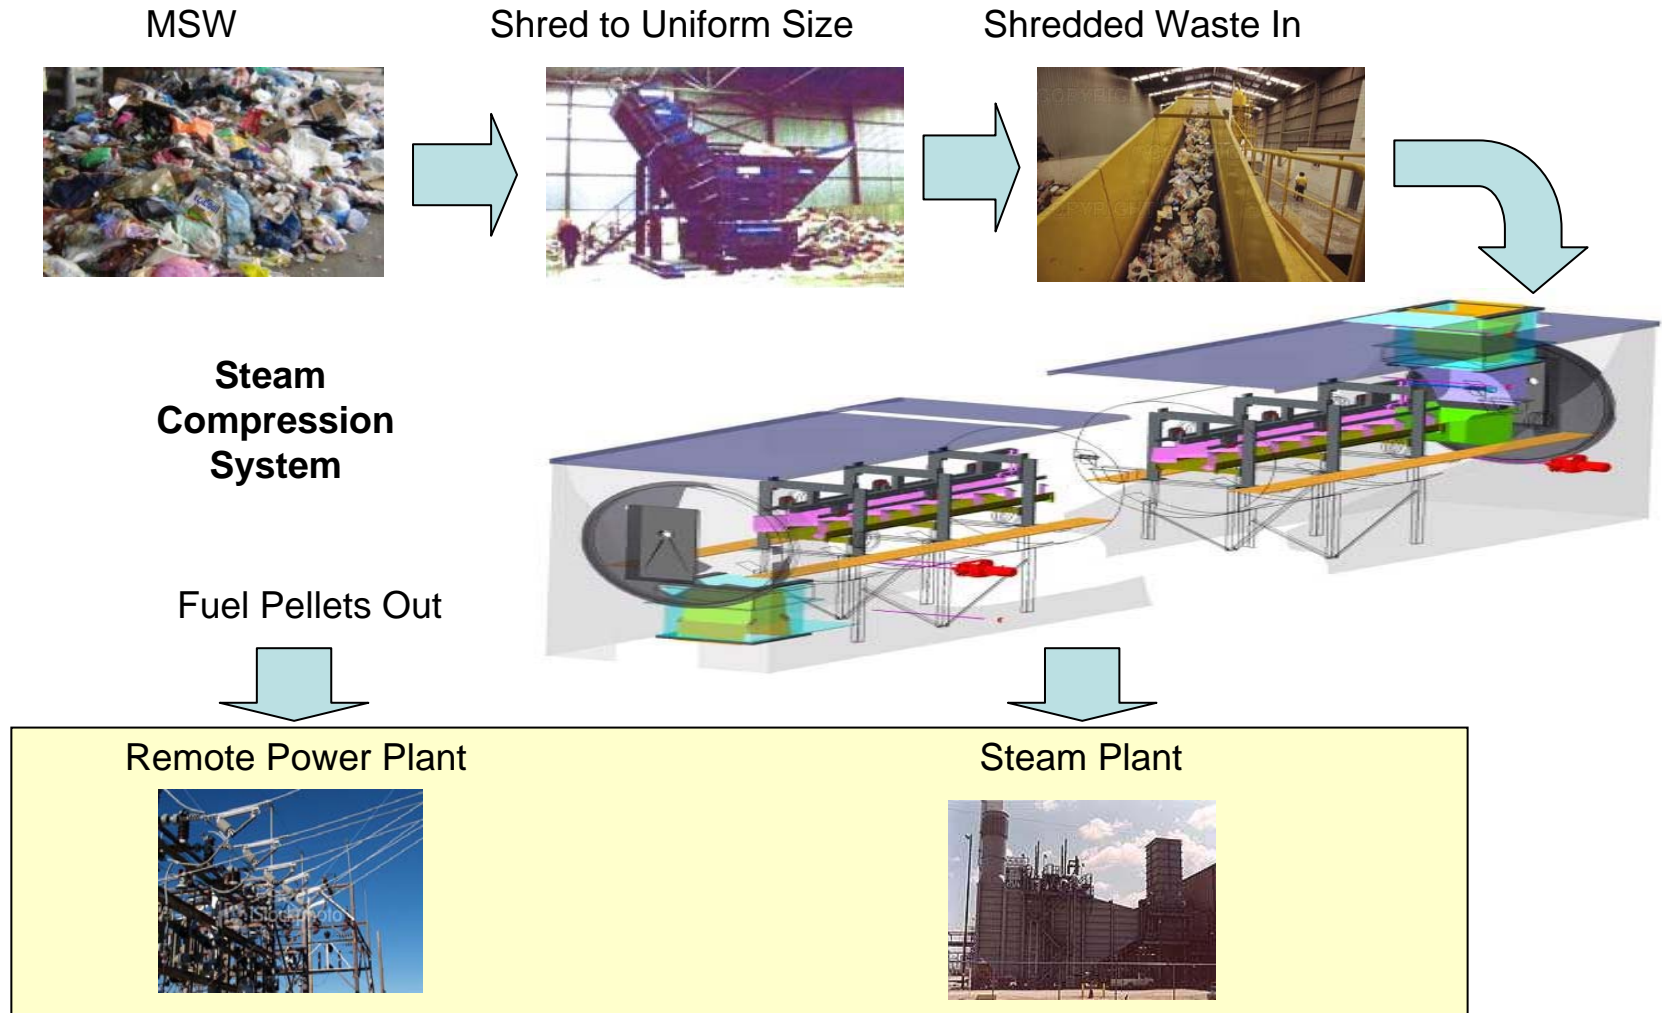 MSW
Shred to Uniform Size
Shredded Waste In
Steam
Compression
System
Fuel Pellets Out
Remote Power Plant
Steam Plant
iStockphoto